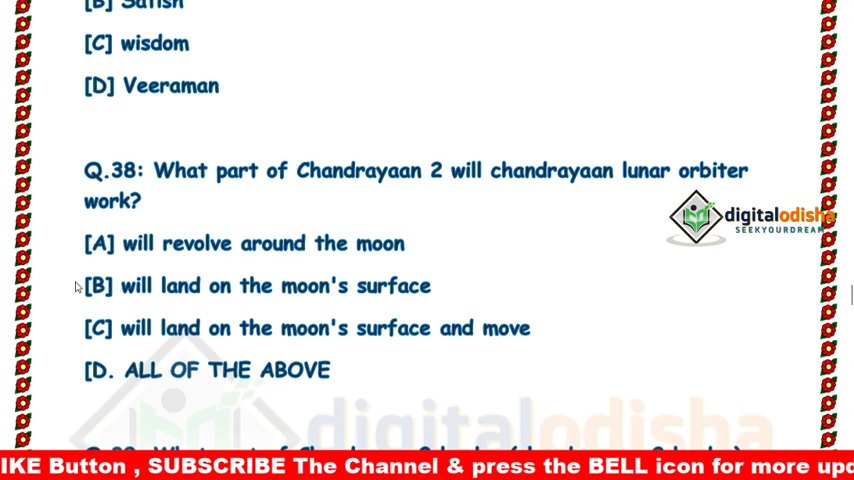 [B] Satish
[C] wisdom
[D] Veeraman
Q.38: What part of Chandrayaan 2 will chandrayaan lunar orbiter
work?
digitalodisha
SEEKYOURDREAM
[A] will revolve around the moon
[B] will land on the moon's surface
[C] will land on the moon's surface and move
[D. ALL OF THE ABOVE
digitalodisha
IKE Button , SUBSCRIBE The Channel & press the BELL icon for more upd